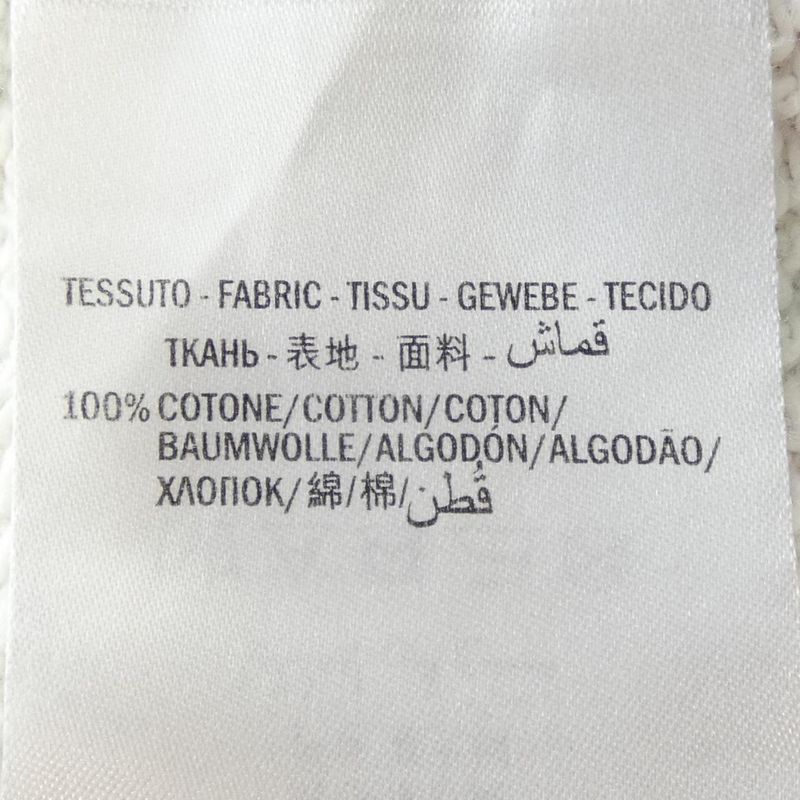 TESSUTO - FABRIC - TISSU - GEWEBE - TECIDO
ТКАНЬ - 表地 - 面料 - قماش
100% COTONE/COTTON/COTON/
BAUMWOLLE/ALGODÓN/ALGODÃO/
ХЛОПОК/綿/棉/قُطن